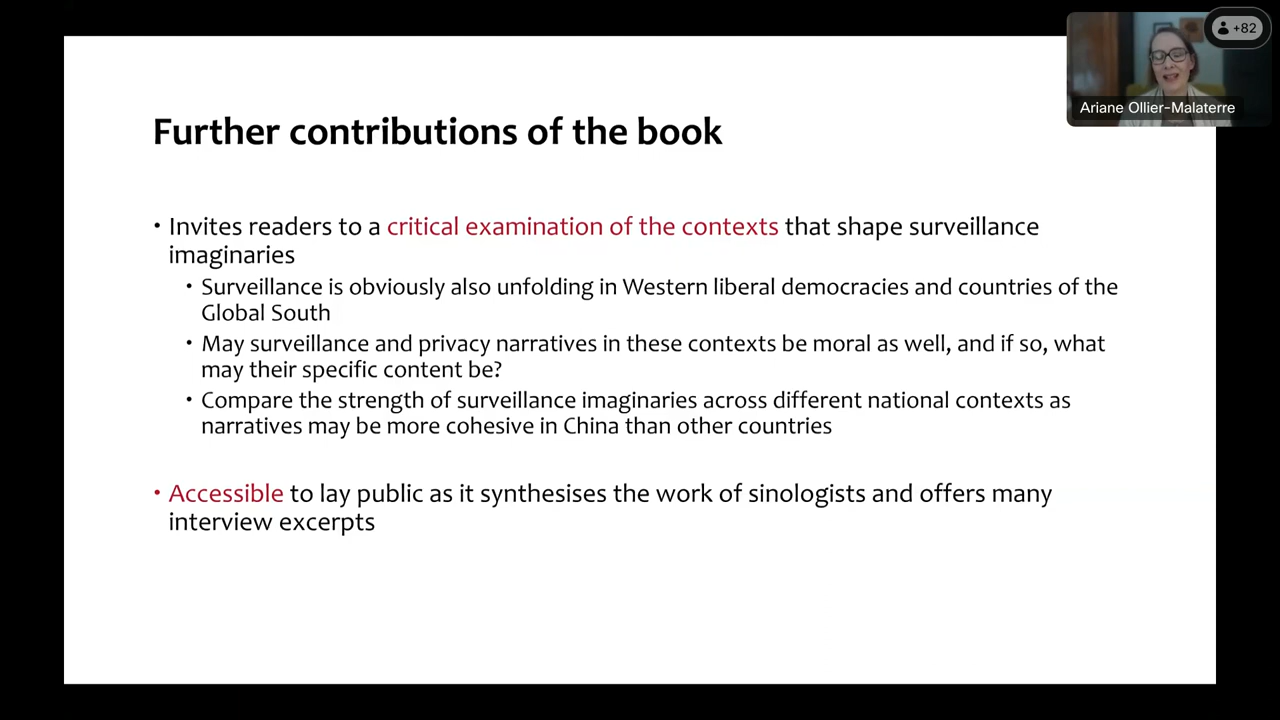 +82
Ariane Ollier-Malaterre
Further contributions of the book
• Invites readers to a critical examination of the contexts that shape surveillance
imaginaries
• Surveillance is obviously also unfolding in Western liberal democracies and countries of the
Global South
• May surveillance and privacy narratives in these contexts be moral as well, and if so, what
may their specific content be?
• Compare the strength of surveillance imaginaries across different national contexts as
narratives may be more cohesive in China than other countries
• Accessible to lay public as it synthesises the work of sinologists and offers many
interview excerpts